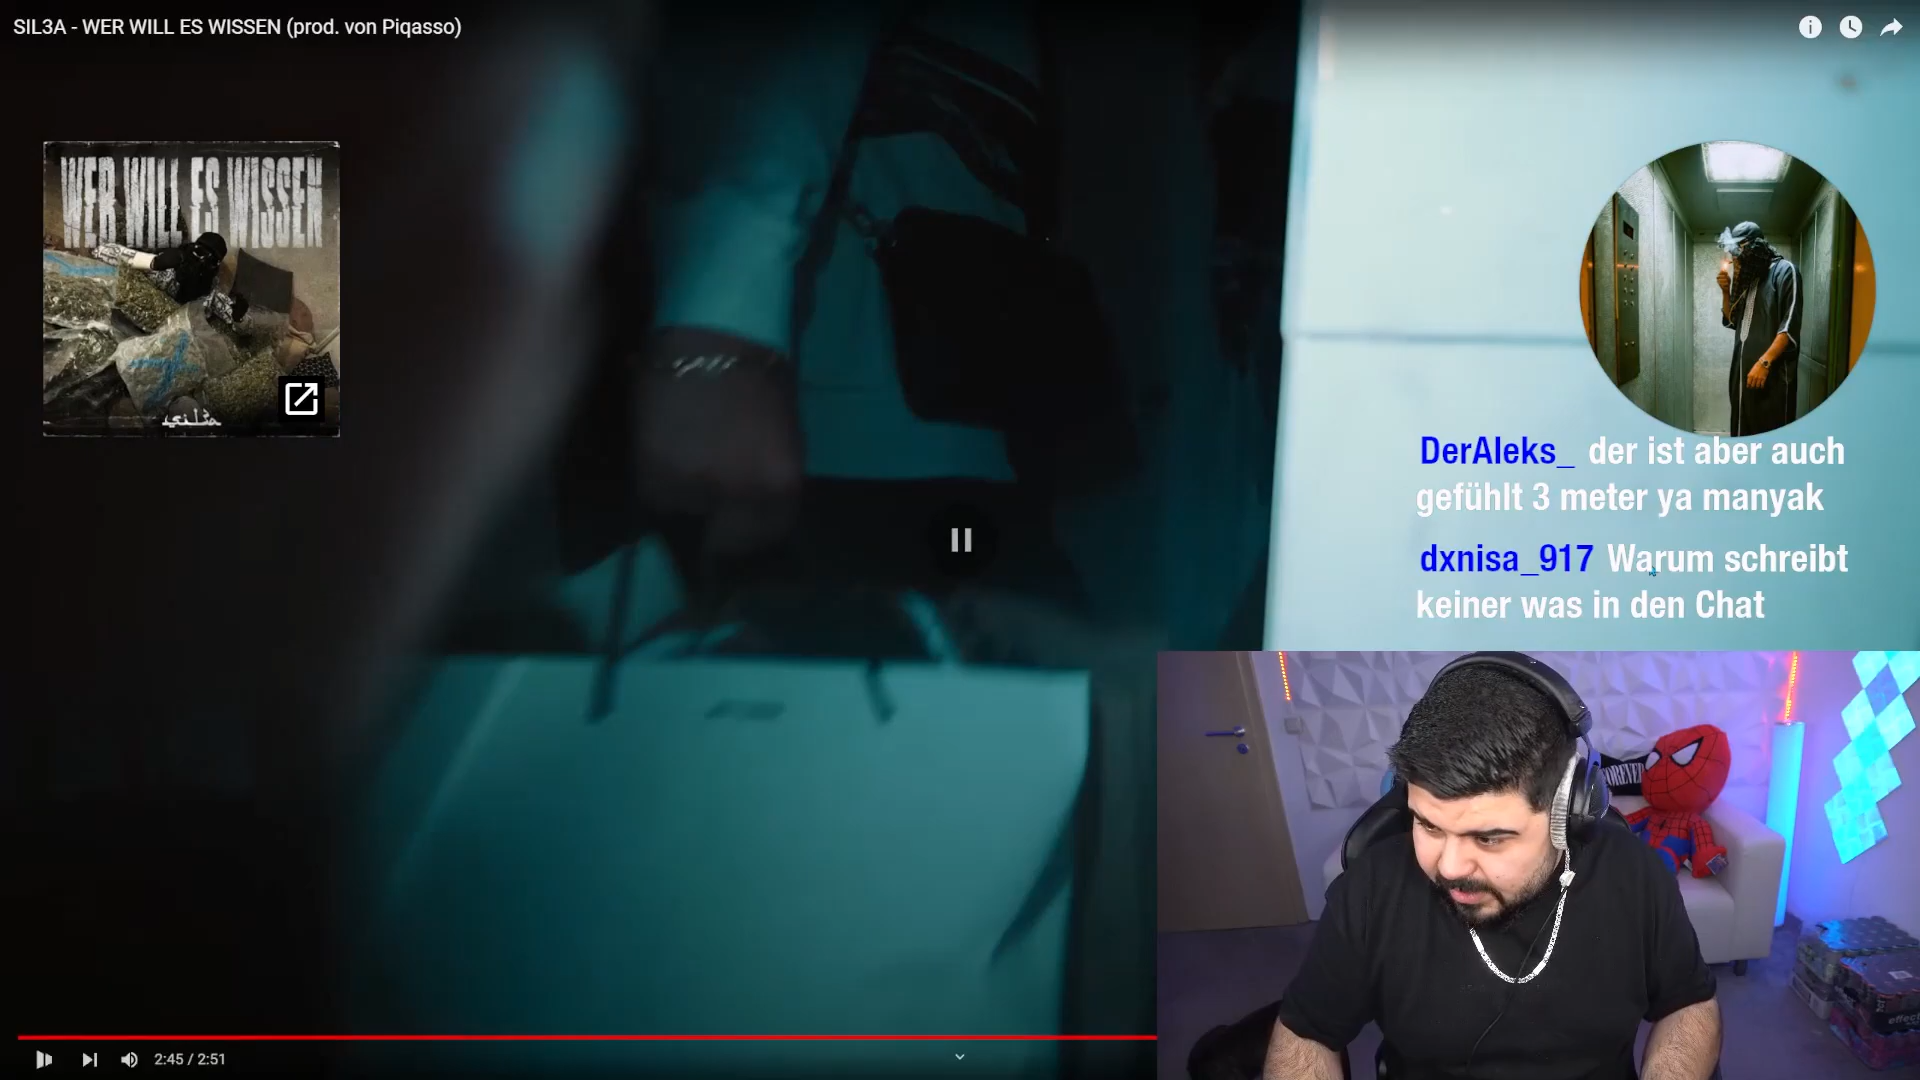 SIL3A - WER WILL ES WISSEN (prod. von Piqasso)
WER WILL ES WISSEN
DerAleks_ der ist aber auch
gefühlt 3 meter ya manyak
dxnisa_917 Warum schreibt
keiner was in den Chat
FOREVER
2:45 / 2:51